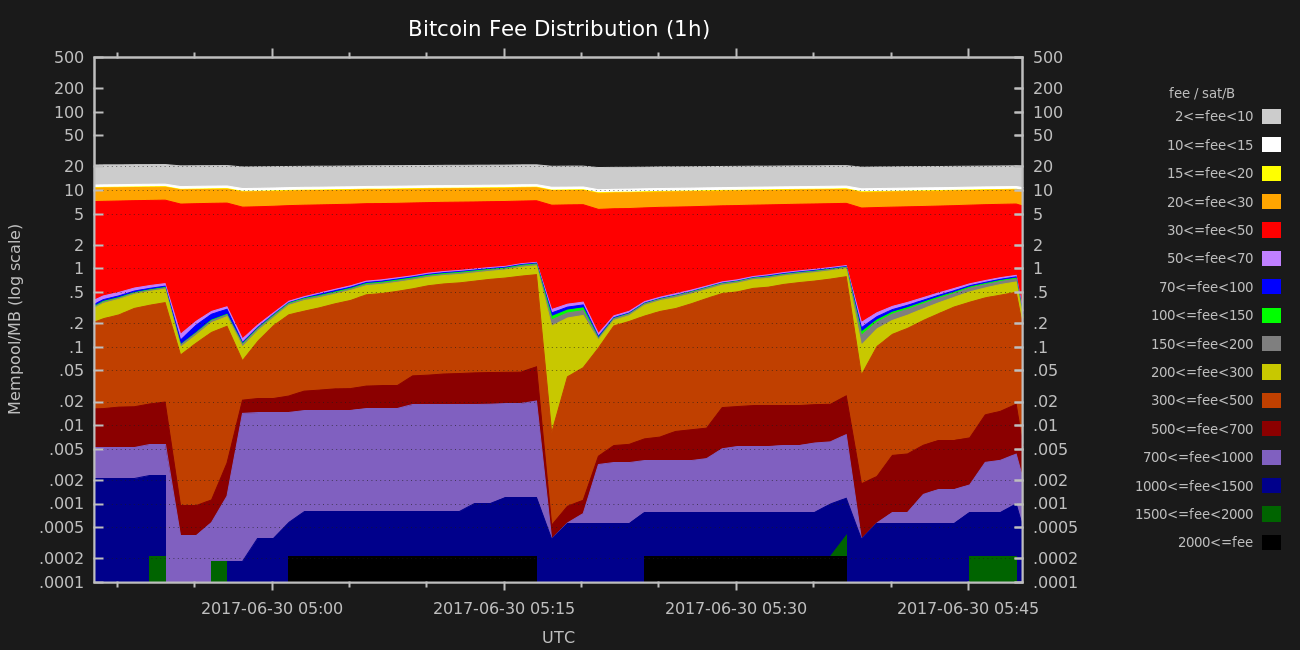 Bitcoin Fee Distribution (1h)
500 500
200 200
100 100
50 50
20 20
10 10
5 5
2 2
1 1
.5 .5
.2 .2
.1 .1
.05 .05
.02 .02
.01 .01
.005 .005
.002 .002
.001 .001
.0005 .0005
.0002 .0002
.0001 .0001
Mempool/MB (log scale)
2017-06-30 05:00 2017-06-30 05:15 2017-06-30 05:30 2017-06-30 05:45
UTC
fee / sat/B
2<=fee<10
10<=fee<15
15<=fee<20
20<=fee<30
30<=fee<50
50<=fee<70
70<=fee<100
100<=fee<150
150<=fee<200
200<=fee<300
300<=fee<500
500<=fee<700
700<=fee<1000
1000<=fee<1500
1500<=fee<2000
2000<=fee